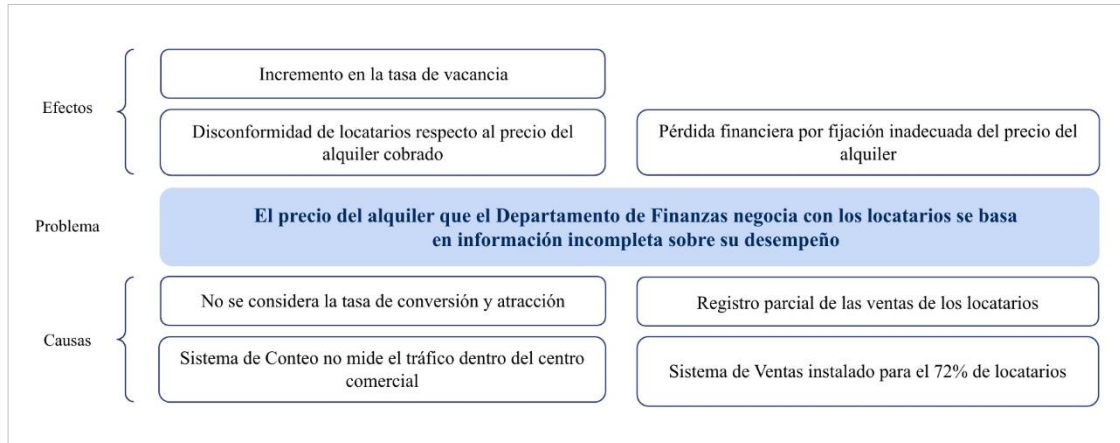 Efectos
Incremento en la tasa de vacancia
Disconformidad de locatarios respecto al precio del
alquiler cobrado
Pérdida financiera por fijación inadecuada del precio del
alquiler
Problema
El precio del alquiler que el Departamento de Finanzas negocia con los locatarios se basa
en información incompleta sobre su desempeño
Causas
No se considera la tasa de conversión y atracción
Registro parcial de las ventas de los locatarios
Sistema de Conteo no mide el tráfico dentro del centro
comercial
Sistema de Ventas instalado para el 72% de locatarios